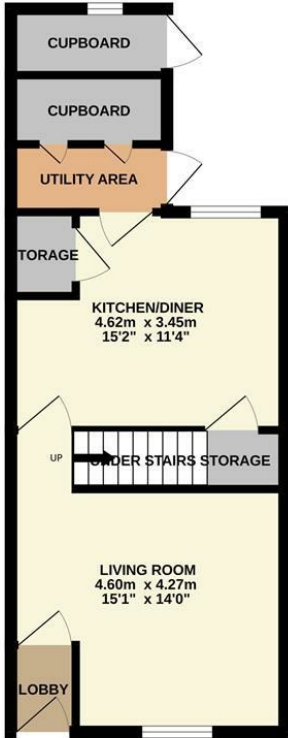 CUPBOARD
CUPBOARD
UTILITY AREA
TORAGE
KITCHEN/DINER
4.62m x 3.45m
15'2" x 11'4"
UP
UNDER STAIRS STORAGE
LIVING ROOM
4.60m x 4.27m
15'1" x 14'0"
LOBBY